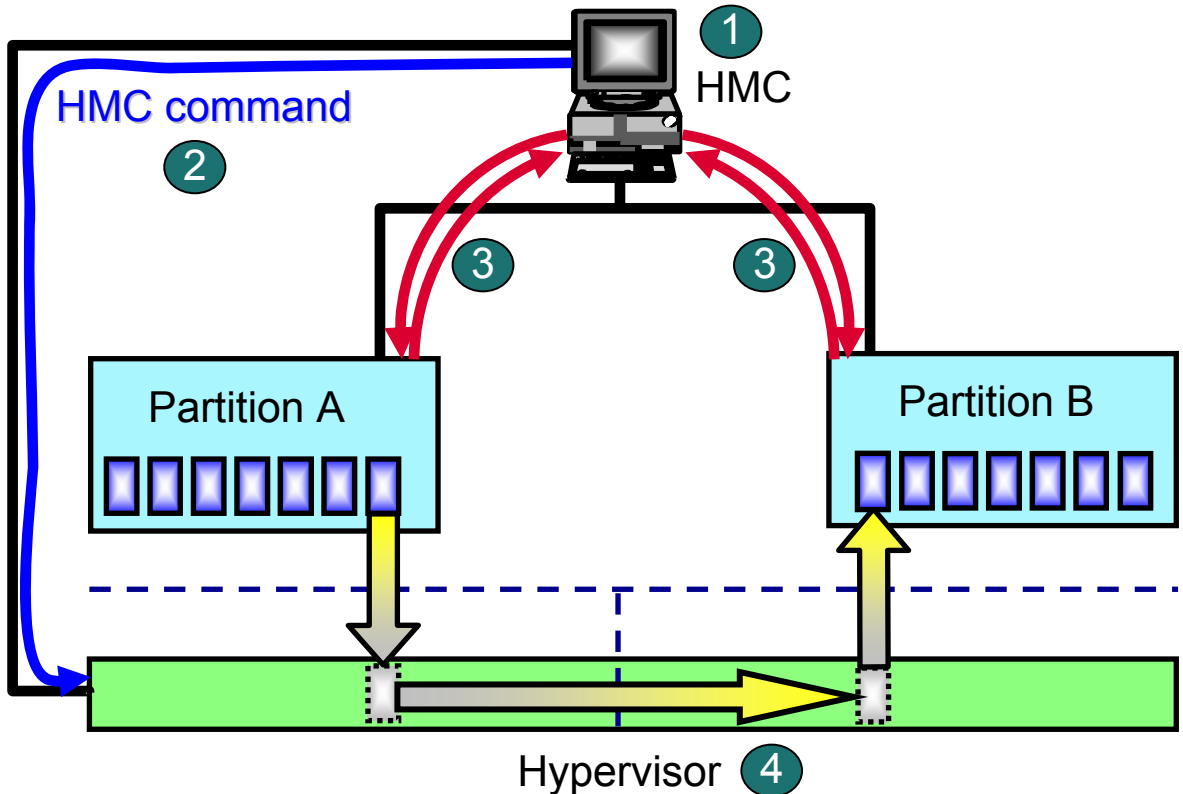 1
HMC
HMC command
2
3
3
Partition A
Partition B
Hypervisor 4